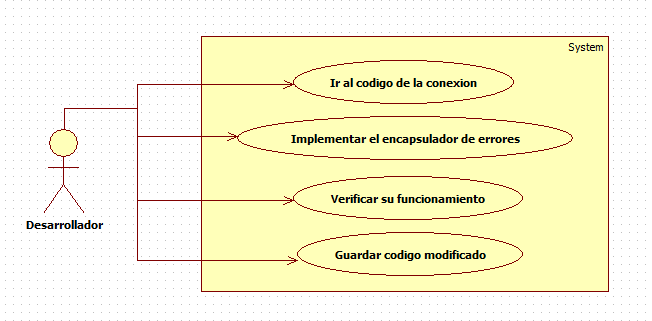 System
Ir al codigo de la conexion
Implementar el encapsulador de errores
Verificar su funcionamiento
Desarrollador
Guardar codigo modificado